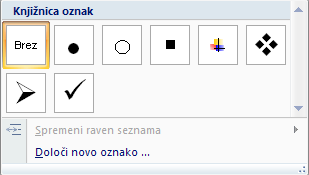 Knjižnica oznak
Brez
Spremeni raven seznama
Določi novo oznako ...